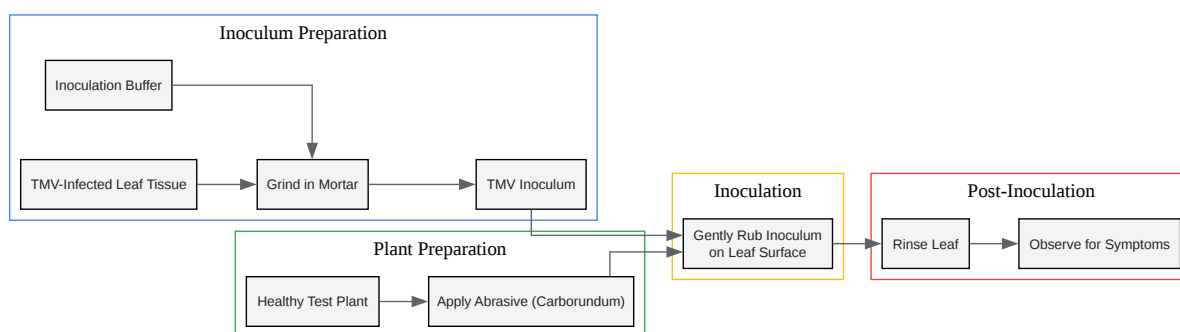 Inoculum Preparation
Inoculation Buffer
TMV-Infected Leaf Tissue
Grind in Mortar
TMV Inoculum
Plant Preparation
Healthy Test Plant
Apply Abrasive (Carborundum)
Inoculation
Gently Rub Inoculum
on Leaf Surface
Post-Inoculation
Rinse Leaf
Observe for Symptoms